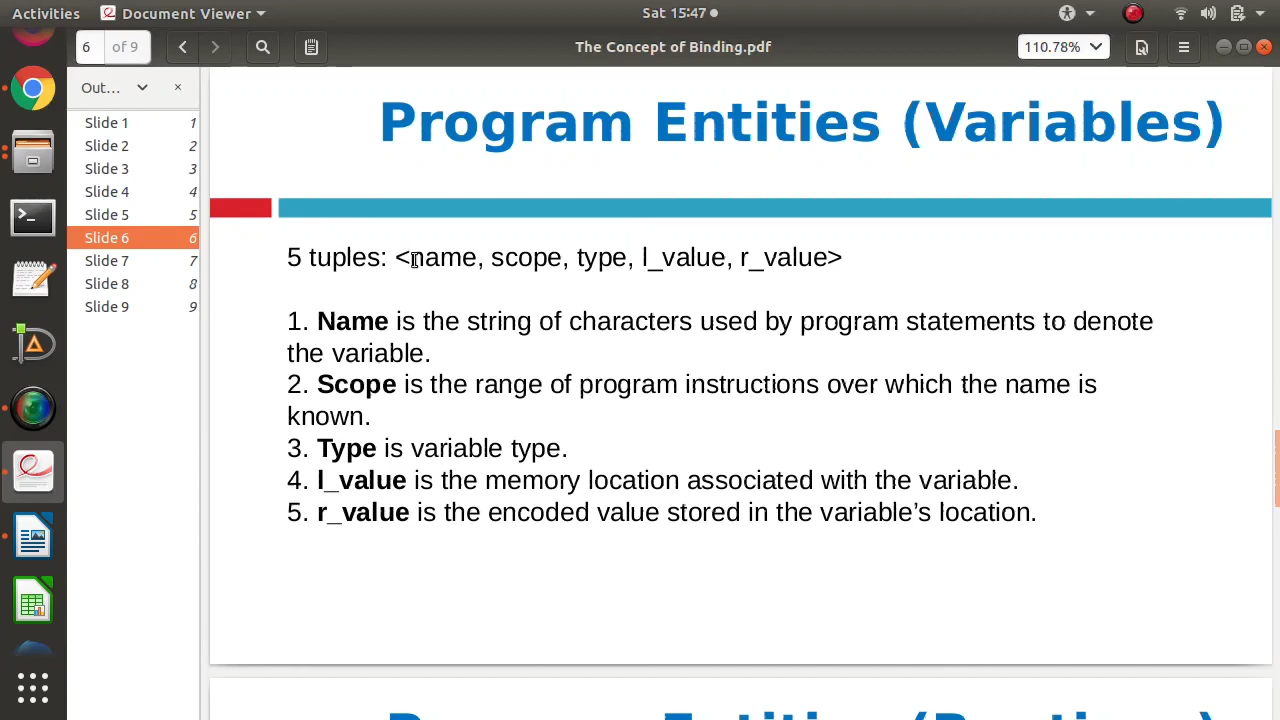 Activities Document Viewer Sat 15:47
6 of 9 The Concept of Binding.pdf 110.78%
Out...
Slide 1 1
Slide 2 2
Slide 3 3
Slide 4 4
Slide 5 5
Slide 6 6
Slide 7 7
Slide 8 8
Slide 9 9
Program Entities (Variables)
5 tuples: <name, scope, type, l_value, r_value>
1. Name is the string of characters used by program statements to denote
the variable.
2. Scope is the range of program instructions over which the name is
known.
3. Type is variable type.
4. l_value is the memory location associated with the variable.
5. r_value is the encoded value stored in the variable’s location.